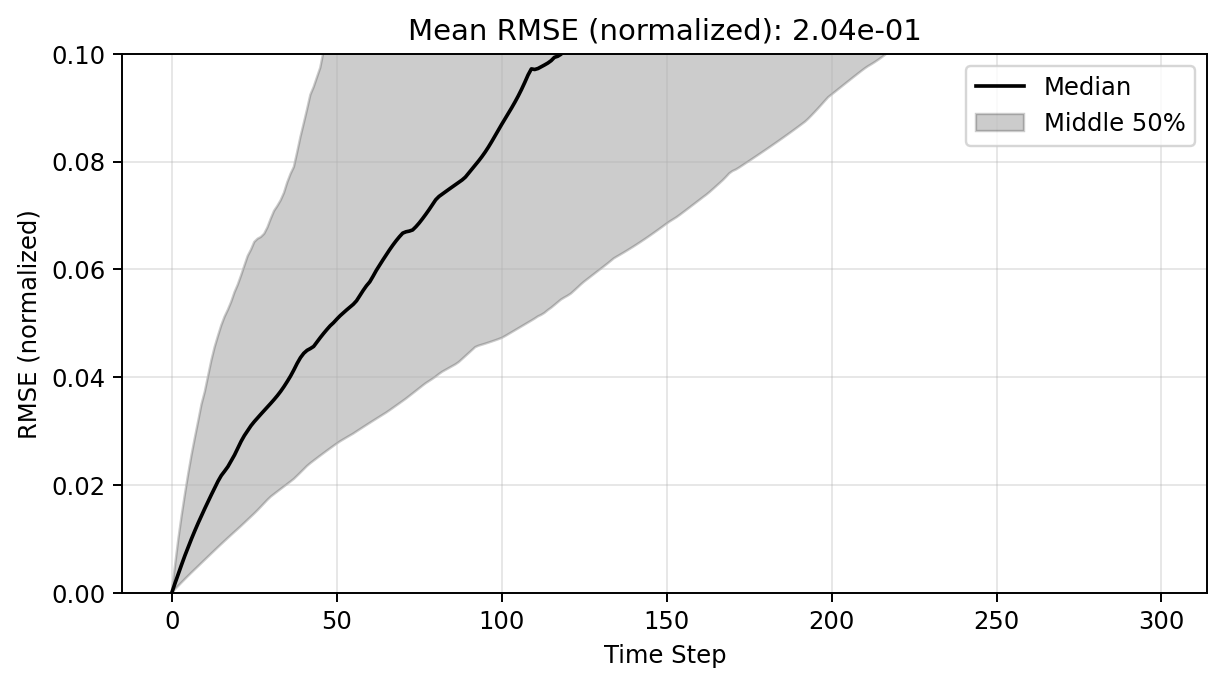 Mean RMSE (normalized): 2.04e-01
RMSE (normalized)
0.10
0.08
0.06
0.04
0.02
0.00
Median
Middle 50%
0 50 100 150 200 250 300
Time Step